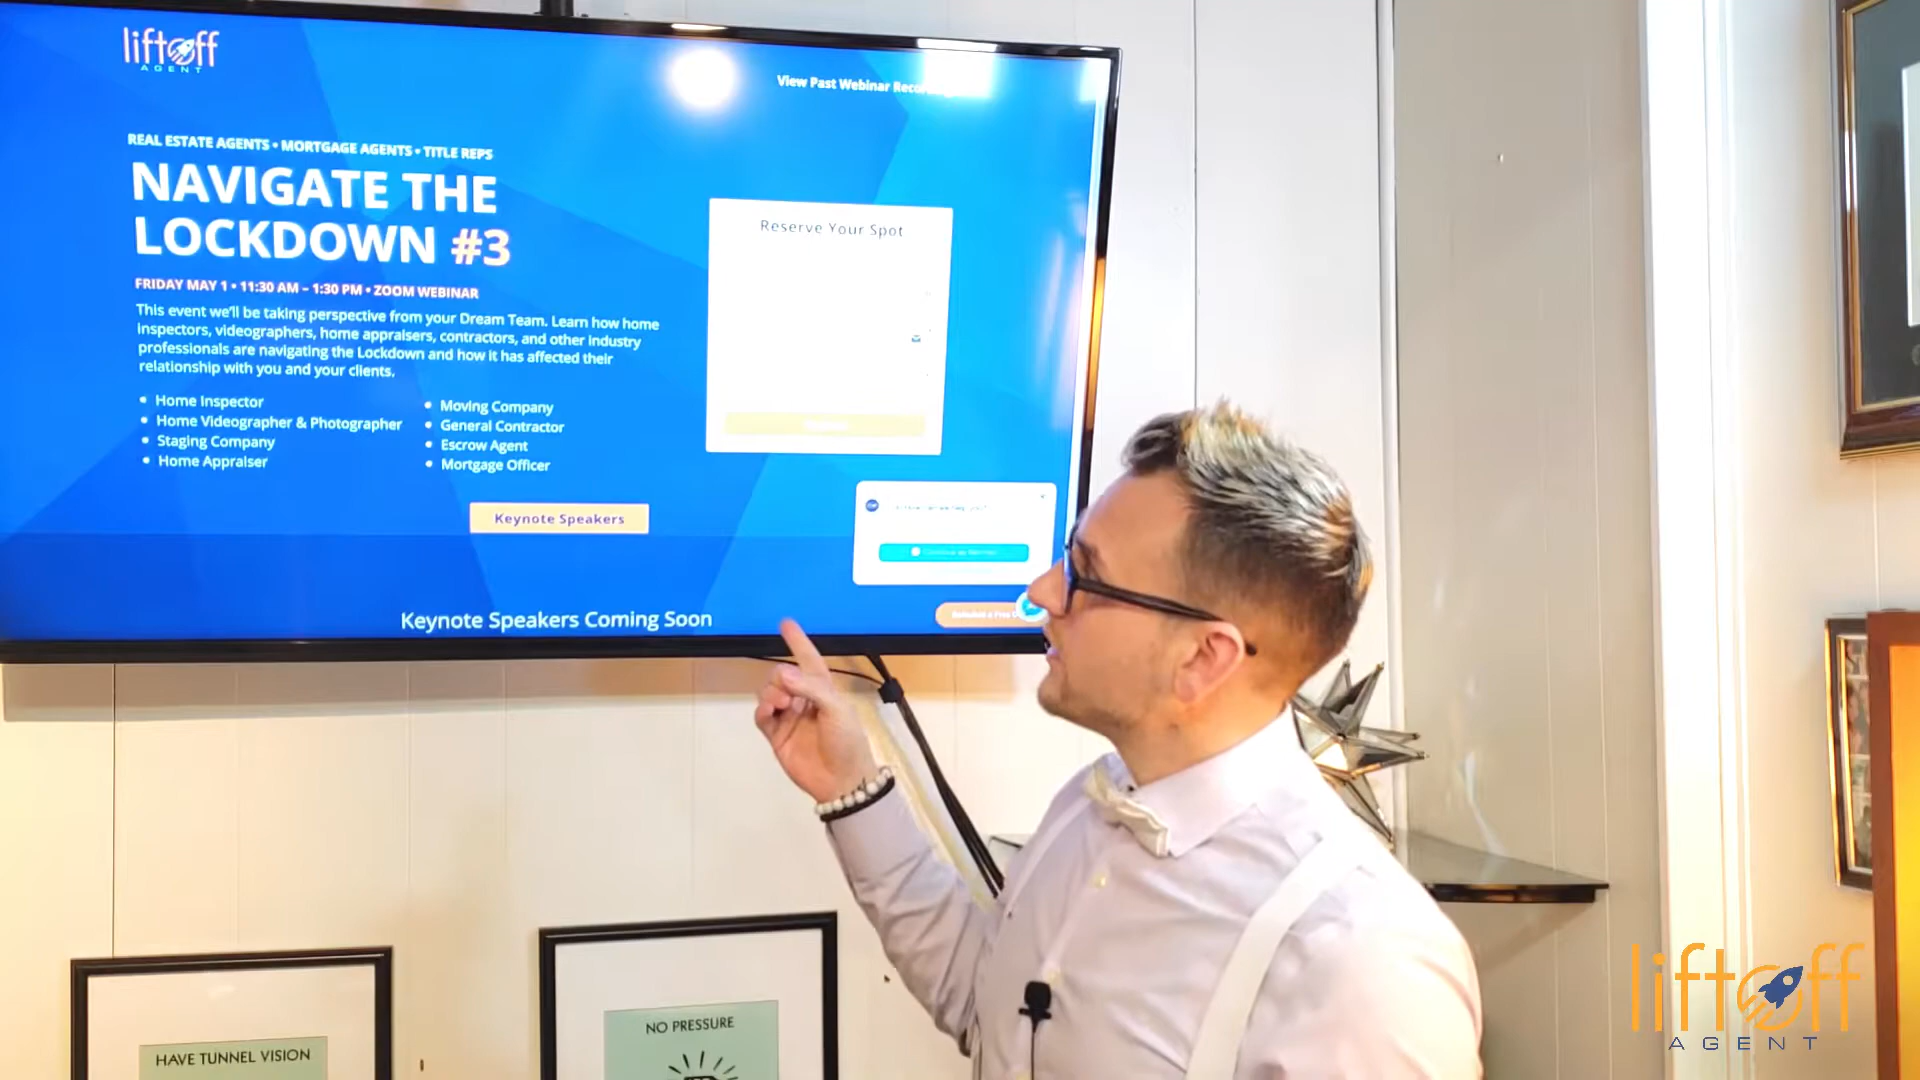 liftoff
AGENT
View Past Webinar
REAL ESTATE AGENTS • MORTGAGE AGENTS • TITLE REPS
NAVIGATE THE
LOCKDOWN #3
FRIDAY MAY 1 • 11:30 AM – 1:30 PM • ZOOM WEBINAR
This event we'll be taking perspective from your Dream Team. Learn how home
inspectors, videographers, home appraisers, contractors, and other industry
professionals are navigating the Lockdown and how it has affected their
relationship with you and your clients.
• Home Inspector
• Home Videographer & Photographer
• Staging Company
• Home Appraiser
• Moving Company
• General Contractor
• Escrow Agent
• Mortgage Officer
Reserve Your Spot
Keynote Speakers
Keynote Speakers Coming Soon
HAVE TUNNEL VISION
NO PRESSURE
liftoff
AGENT